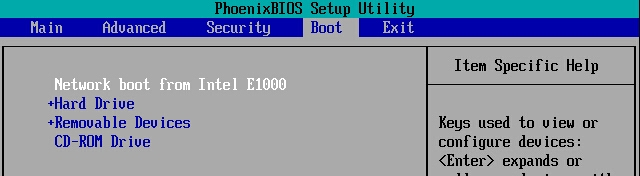 PhoenixBIOS Setup Utility
Main Advanced Security Boot Exit
Item Specific Help
Network boot from Intel E1000
+Hard Drive
+Removable Devices
CD-ROM Drive
Keys used to view or
configure devices:
<Enter> expands or